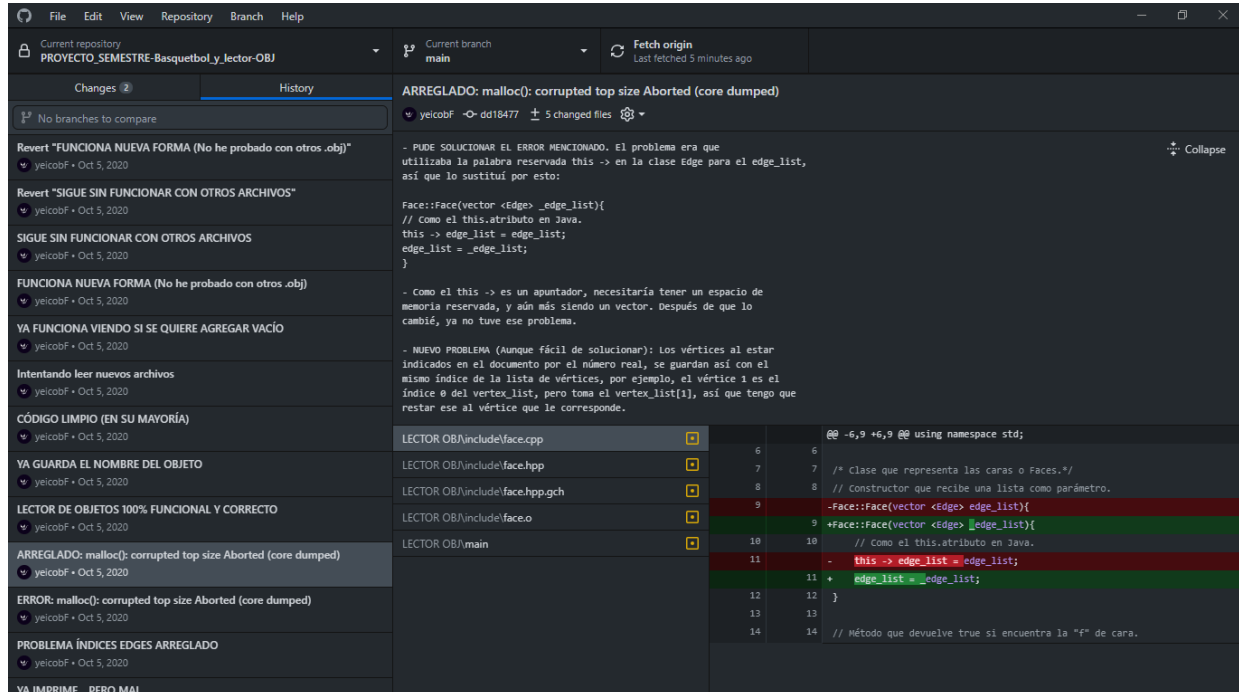 File Edit View Repository Branch Help
Current repository
PROYECTO_SEMESTRE-Basquetbol_y_lector-OBJ
Current branch
main
Fetch origin
Last fetched 5 minutes ago
Changes 2
History
No branches to compare
Revert "FUNCIONA NUEVA FORMA (No he probado con otros .obj)"
yeicobF • Oct 5, 2020
Revert "SIGUE SIN FUNCIONAR CON OTROS ARCHIVOS"
yeicobF • Oct 5, 2020
SIGUE SIN FUNCIONAR CON OTROS ARCHIVOS
yeicobF • Oct 5, 2020
FUNCIONA NUEVA FORMA (No he probado con otros .obj)
yeicobF • Oct 5, 2020
YA FUNCIONA VIENDO SI SE QUIERE AGREGAR VACÍO
yeicobF • Oct 5, 2020
Intentando leer nuevos archivos
yeicobF • Oct 5, 2020
CÓDIGO LIMPIO (EN SU MAYORÍA)
yeicobF • Oct 5, 2020
YA GUARDA EL NOMBRE DEL OBJETO
yeicobF • Oct 5, 2020
LECTOR DE OBJETOS 100% FUNCIONAL Y CORRECTO
yeicobF • Oct 5, 2020
ARREGLADO: malloc(): corrupted top size Aborted (core dumped)
yeicobF • Oct 5, 2020
ERROR: malloc(): corrupted top size Aborted (core dumped)
yeicobF • Oct 5, 2020
PROBLEMA ÍNDICES EDGES ARREGLADO
yeicobF • Oct 5, 2020
YA IMPRIME... PERO MAL
ARREGLADO: malloc(): corrupted top size Aborted (core dumped)
yeicobF dd18477 5 changed files
Collapse
- PUDE SOLUCIONAR EL ERROR MENCIONADO. El problema era que
utilizaba la palabra reservada this -> en la clase Edge para el edge_list,
así que lo sustituí por esto:
Face::Face(vector <Edge> _edge_list){
// Como el this.atributo en Java.
this -> edge_list = edge_list;
edge_list = _edge_list;
}
- Como el this -> es un apuntador, necesitaría tener un espacio de
memoria reservada, y aún más siendo un vector. Después de que lo
cambié, ya no tuve ese problema.
- NUEVO PROBLEMA (Aunque fácil de solucionar): Los vértices al estar
indicados en el documento por el número real, se guardan así con el
mismo índice de la lista de vértices, por ejemplo, el vértice 1 es el
índice 0 del vertex_list, pero toma el vertex_list[1], así que tengo que
restar ese al vértice que le corresponde.
LECTOR OBJ\include\face.cpp
LECTOR OBJ\include\face.hpp
LECTOR OBJ\include\face.hpp.gch
LECTOR OBJ\include\face.o
LECTOR OBJ\main
@@ -6,9 +6,9 @@ using namespace std;
6 6
7 7 /* Clase que representa las caras o Faces.*/
8 8 // Constructor que recibe una lista como parámetro.
9 -Face::Face(vector <Edge> edge_list){
9 +Face::Face(vector <Edge> _edge_list){
10 10 // Como el this.atributo en Java.
11 - this -> edge_list = edge_list;
11 + edge_list = _edge_list;
12 12 }
13 13
14 14 // Método que devuelve true si encuentra la "f" de cara.